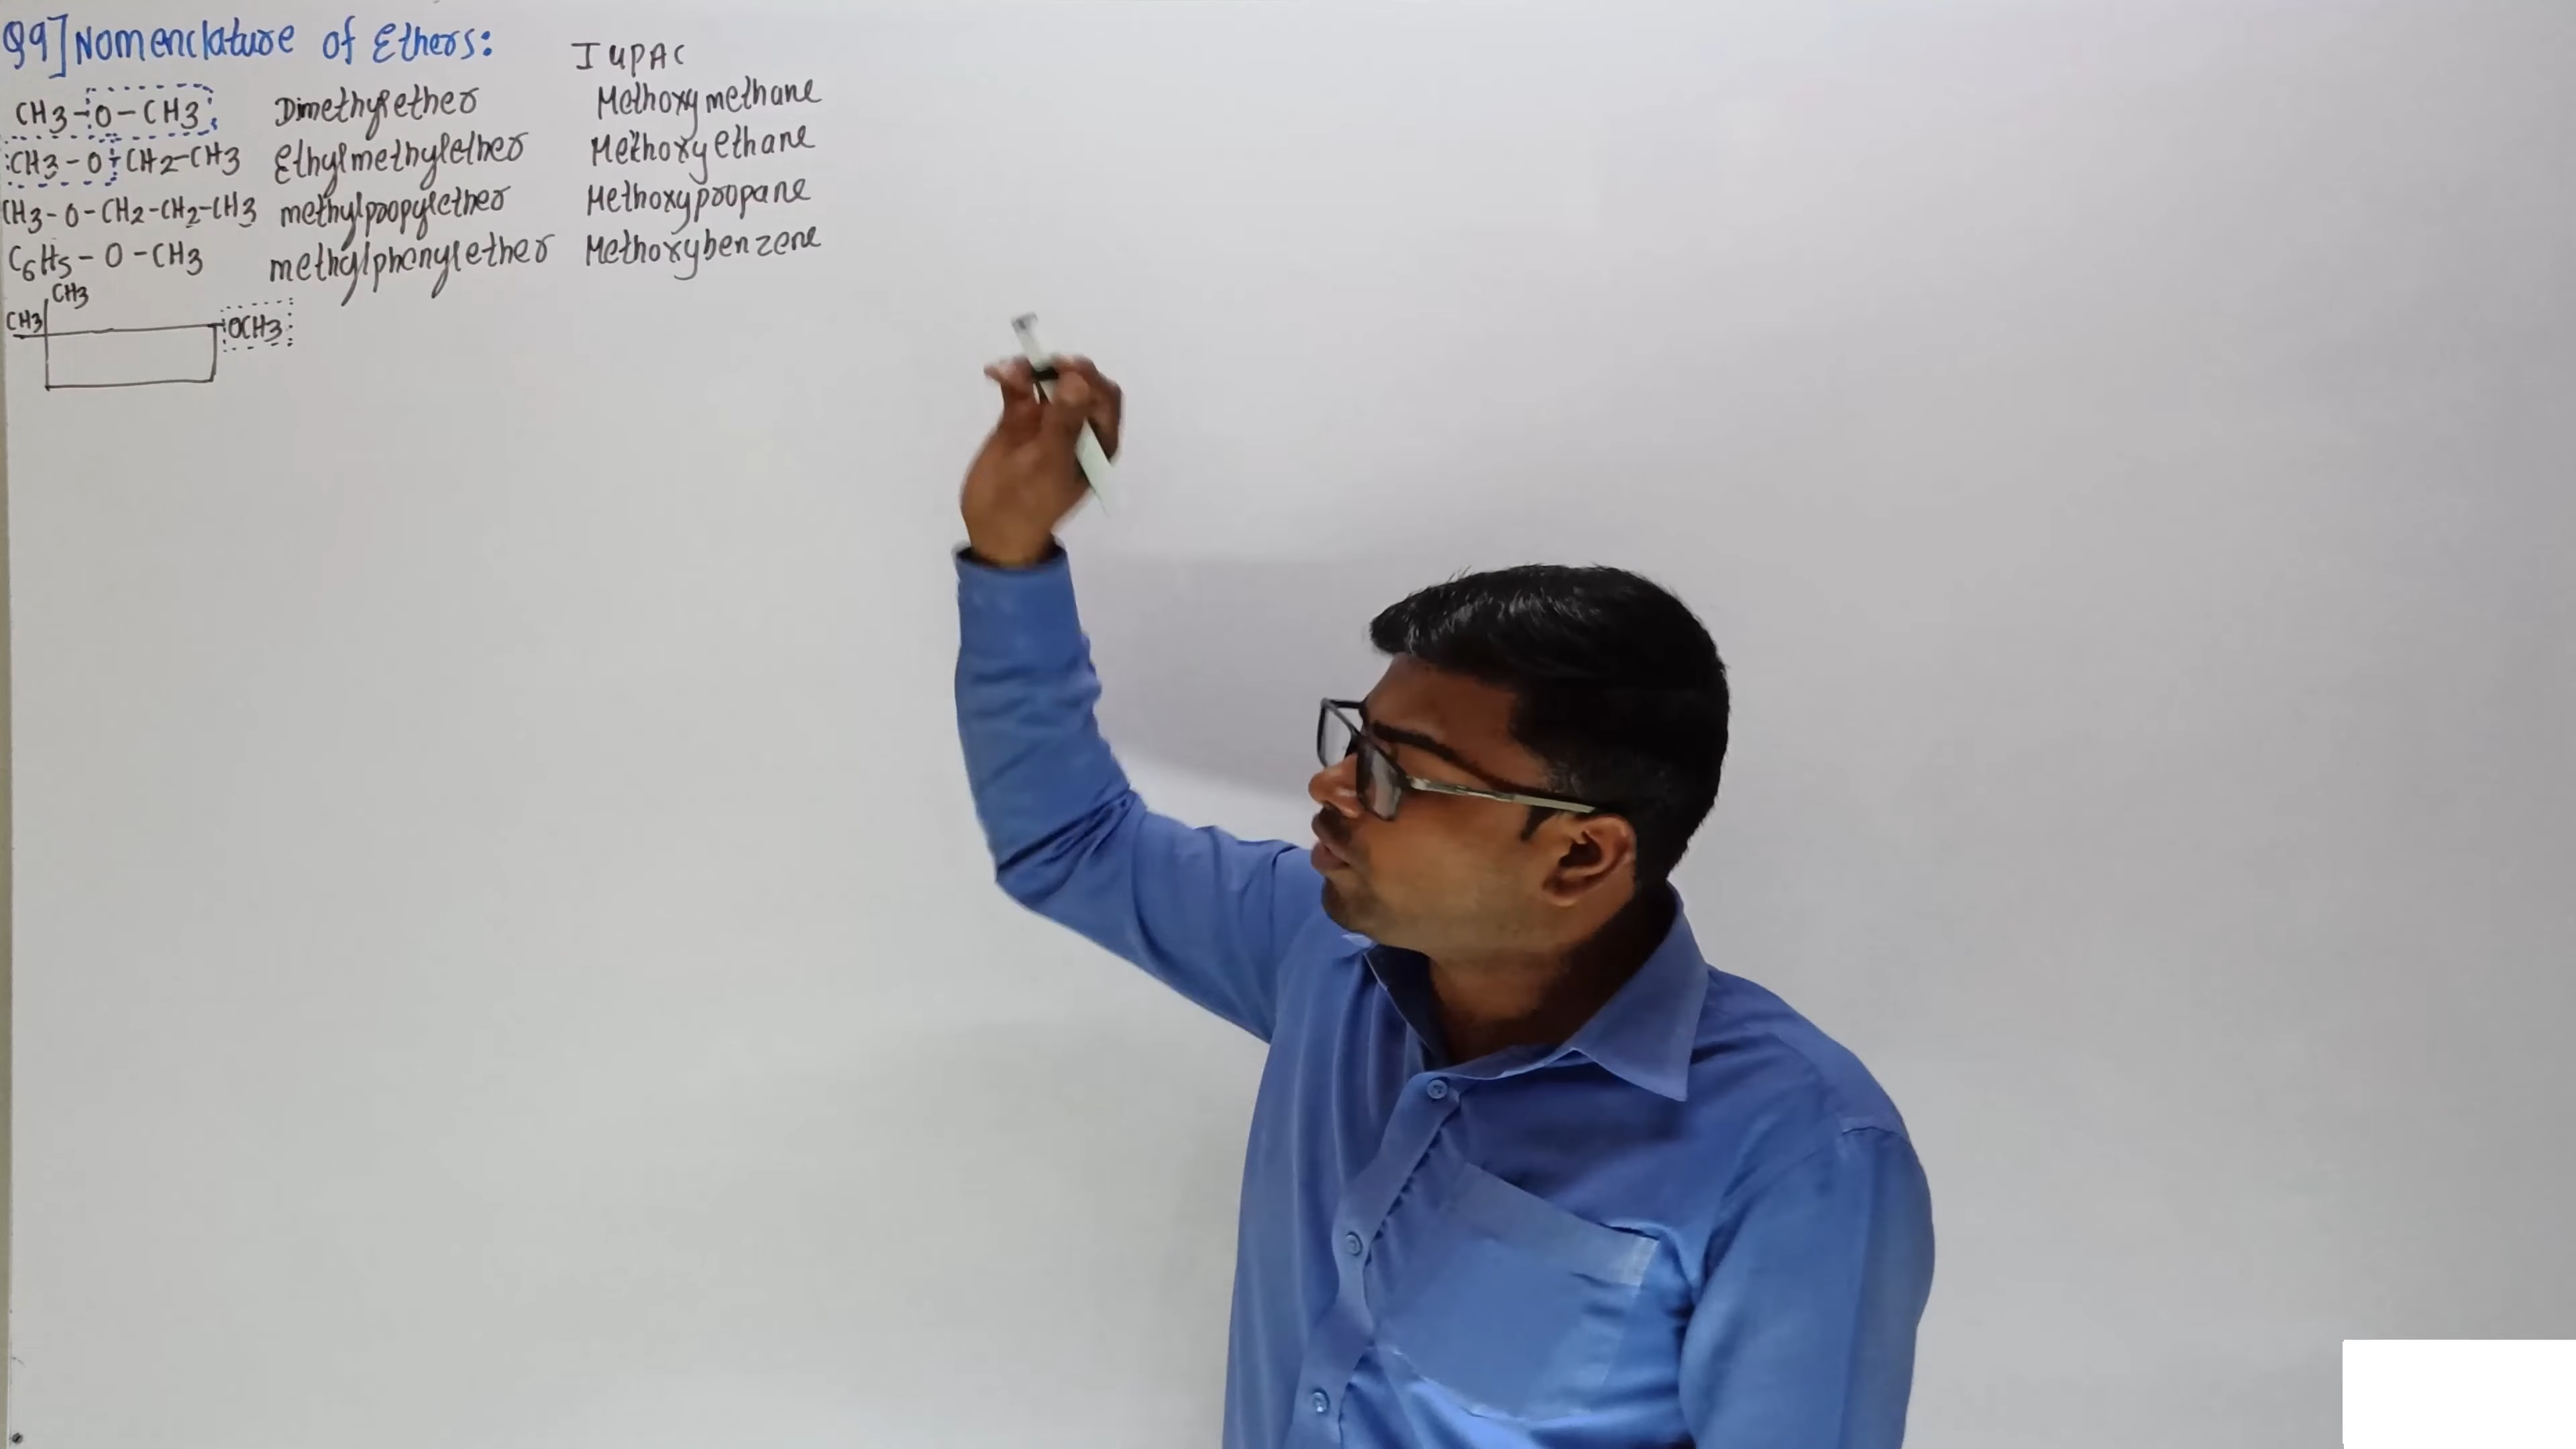 Q9] Nomenclature of Ethers: IUPAC
CH3-O-CH3 Dimethylether Methoxymethane
CH3-O-CH2-CH3 Ethylmethylether Methoxyethane
CH3-O-CH2-CH2-CH3 methylpropylether Methoxypropane
C6H5-O-CH3 methylphenylether Methoxybenzene
CH3
CH3 OCH3